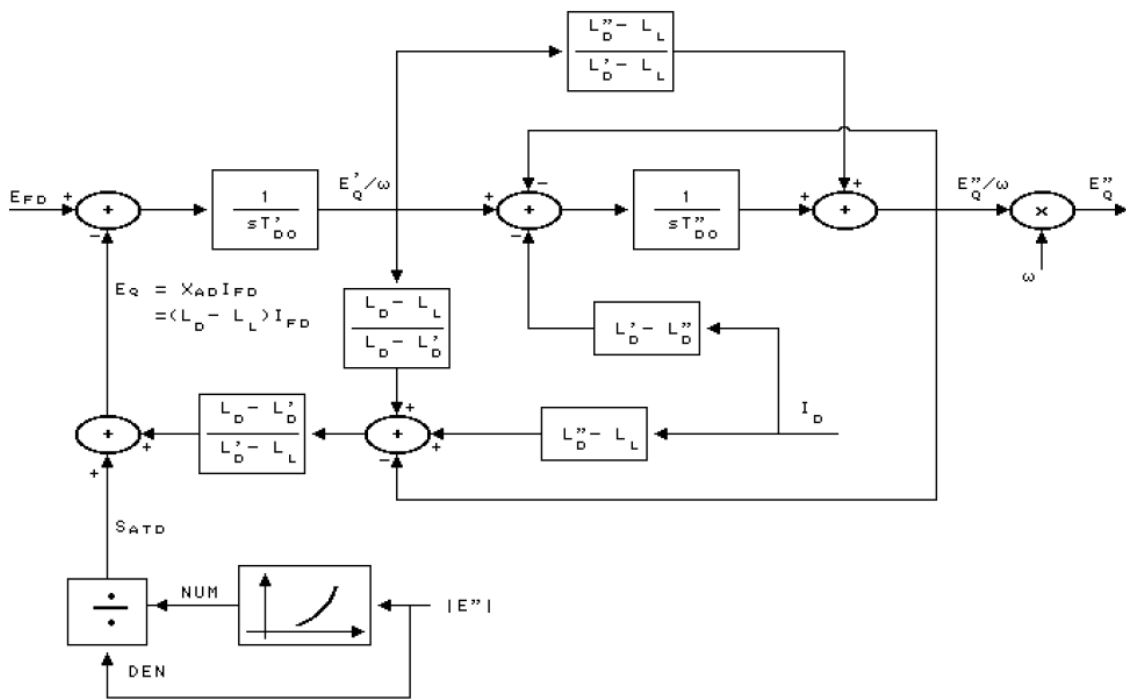 L"D – LL
L'D – LL
EFD
+
+
–
1
sT'DO
E'Q/ω
+
–
+
–
1
sT"DO
+
+
+
E"Q/ω
×
E"Q
ω
EQ = XADIFD
=(LD – LL)IFD
LD – LL
LD – L'D
L'D – L"D
ID
+
+
+
LD – L'D
L'D – LL
+
+
+
–
L"D – LL
SATD
÷
NUM
|E"|
DEN